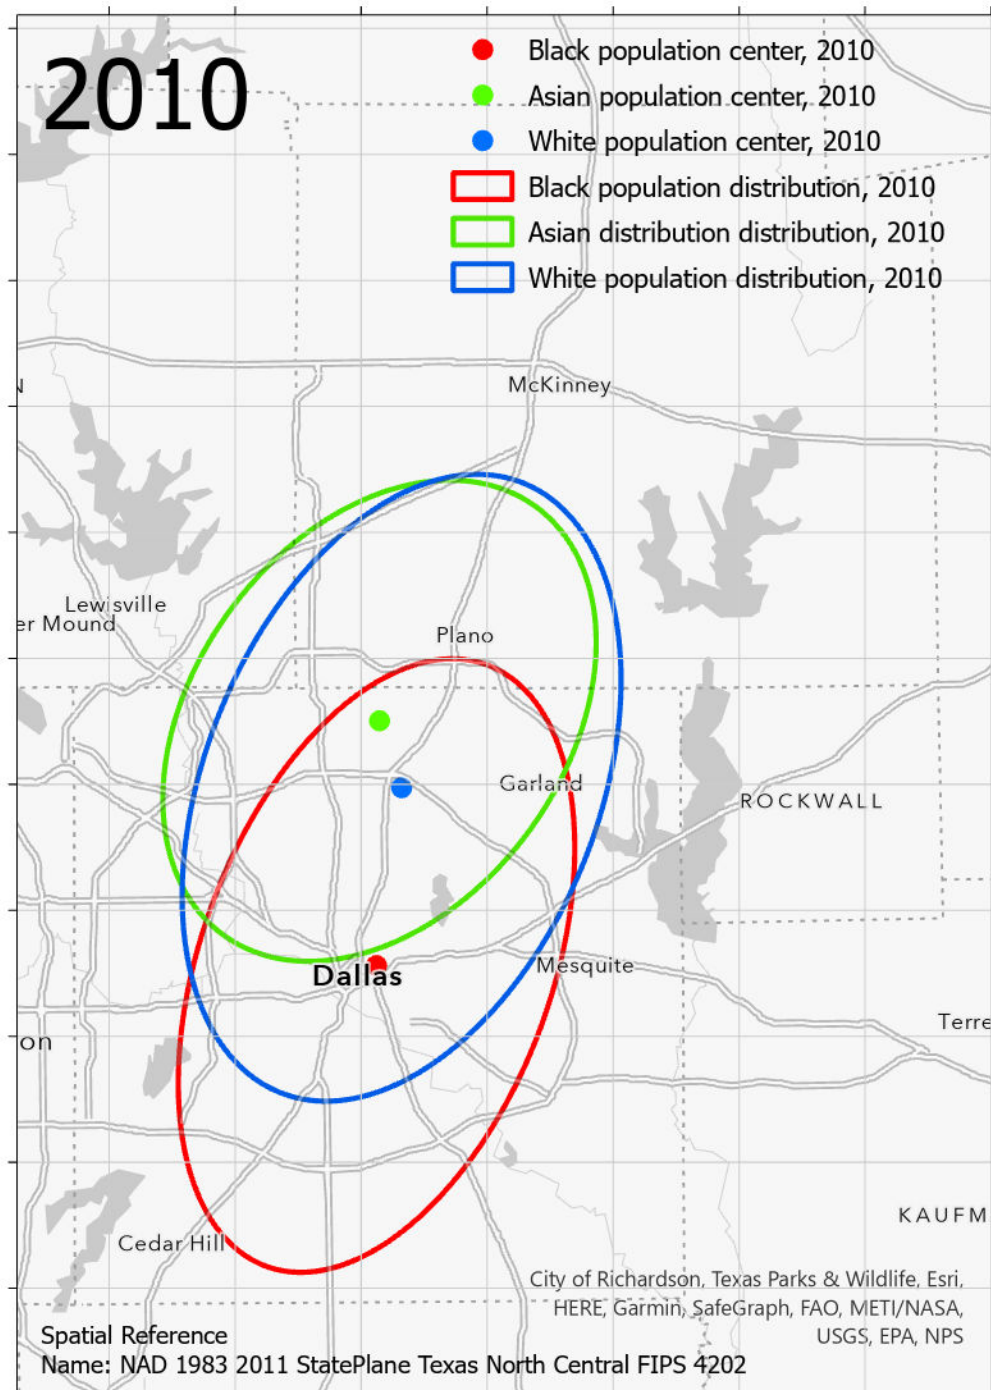 2010
Black population center, 2010
Asian population center, 2010
White population center, 2010
Black population distribution, 2010
Asian distribution distribution, 2010
White population distribution, 2010
McKinney
Lewisville
er Mound
Plano
Garland
ROCKWALL
Dallas
Mesquite
Terre
on
KAUFM
Cedar Hill
City of Richardson, Texas Parks & Wildlife, Esri,
HERE, Garmin, SafeGraph, FAO, METI/NASA,
USGS, EPA, NPS
Spatial Reference
Name: NAD 1983 2011 StatePlane Texas North Central FIPS 4202